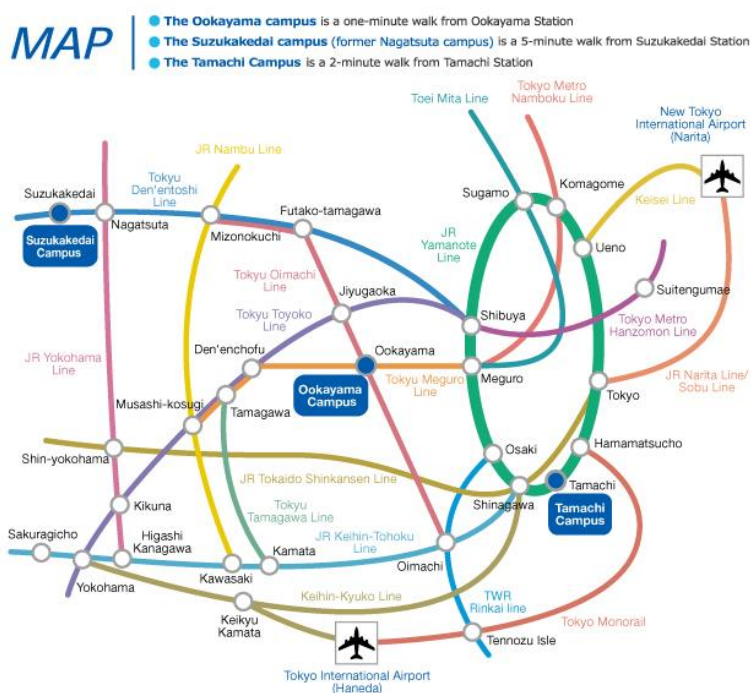 MAP
The Ookayama campus is a one-minute walk from Ookayama Station
The Suzukakedai campus (former Nagatsuta campus) is a 5-minute walk from Suzukakedai Station
The Tamachi Campus is a 2-minute walk from Tamachi Station
Toei Mita Line
Tokyo Metro
Namboku Line
New Tokyo
International Airport
(Narita)
JR Nambu Line
Suzukakedai
Tokyu
Den'entoshi
Line
Futako-tamagawa
Sugamo
Komagome
Keisei Line
Nagatsuta
Mizonokuchi
Suzukakedai
Campus
JR
Yamanote
Line
Ueno
Tokyu Oimachi
Line
Jiyugaoka
Suitengumae
Tokyu Toyoko
Line
Shibuya
Tokyo Metro
Hanzomon Line
JR Yokohama
Line
Den'enchofu
Ookayama
Ookayama
Campus
Tokyu Meguro
Line
Meguro
JR Narita Line/
Sobu Line
Tokyo
Musashi-kosugi
Tamagawa
Shin-yokohama
Osaki
Hamamatsucho
JR Tokaido Shinkansen Line
Tamachi
Shinagawa
Tamachi
Campus
Kikuna
Tokyu
Tamagawa Line
Sakuragicho
Higashi
Kanagawa
Kamata
JR Keihin-Tohoku
Line
Oimachi
Yokohama
Kawasaki
Keihin-Kyuko Line
TWR
Rinkai line
Keikyu
Kamata
Tokyo Monorail
Tennozu Isle
Tokyo International Airport
(Haneda)